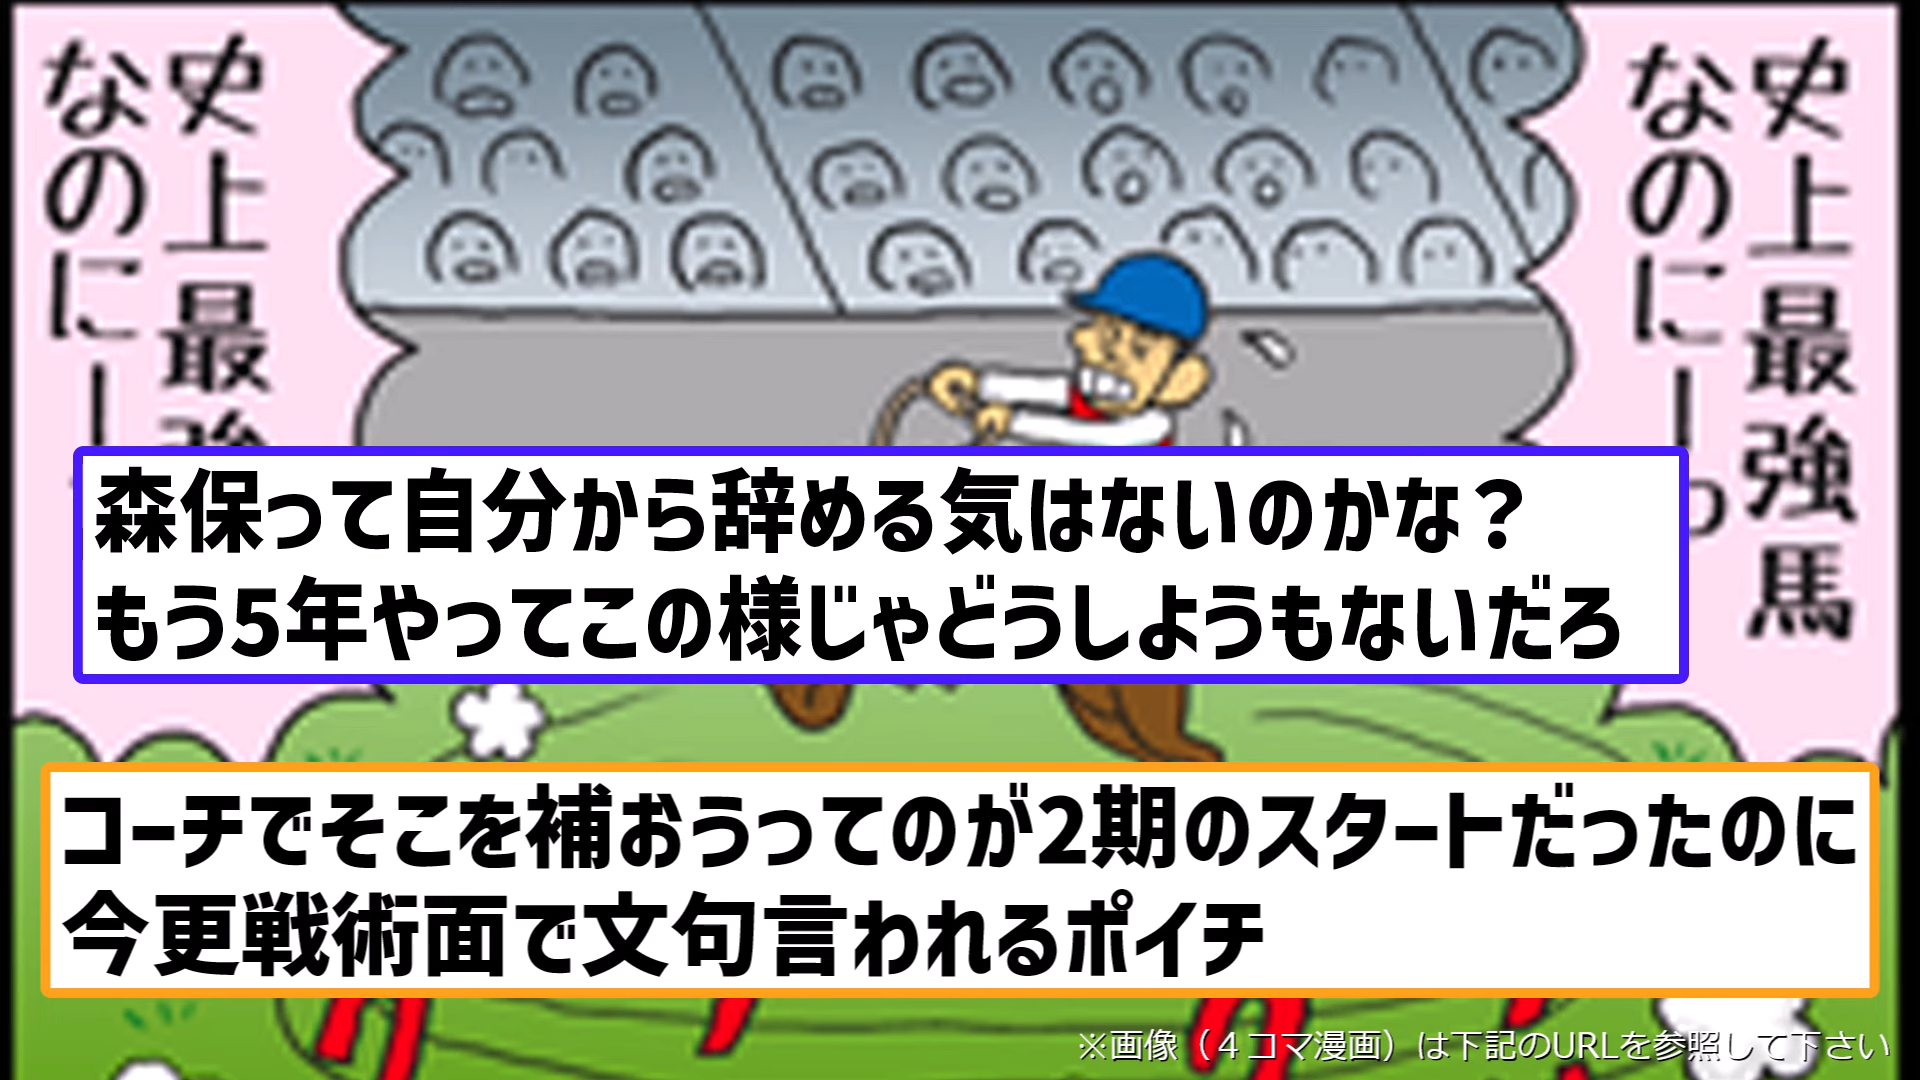 史上最強馬
なのにーっ
史上最強
なのにー
森保って自分から辞める気はないのかな？
もう5年やってこの様じゃどうしようもないだろ
コーチでそこを補おうってのが2期のスタートだったのに
今更戦術面で文句言われるポイチ
※画像（４コマ漫画）は下記のURLを参照して下さい